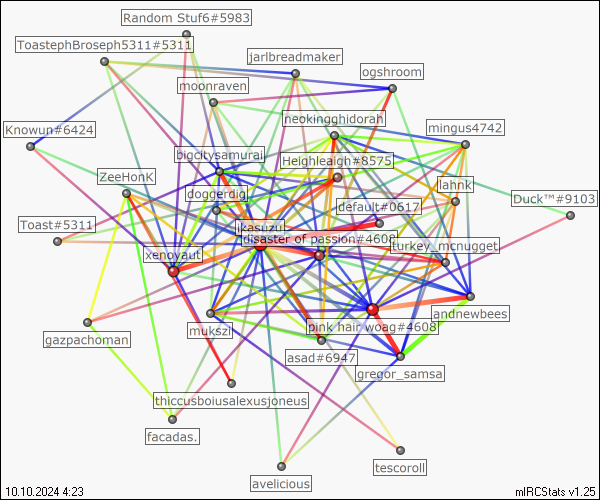 Random Stuf6#5983
ToastephBroseph5311#5311
jarlbreadmaker
ogshroom
moonraven
neokingghidorah
Knowun#6424
mingus4742
bigcitysamurai
Heighleaigh#8575
ZeeHonK
lahnk
doggerdig
Duck™#9103
default#0617
Toast#5311
jkasuzu
disaster of passion#4608
turkey_mcnugget
xenoyaut
andnewbees
mukszi
pink hair woag#4608
gazpachoman
asad#6947
gregor_samsa
thiccusboiusalexusjoneus
facadas.
tescoroll
avelicious
10.10.2024 4:23
mIRCStats v1.25